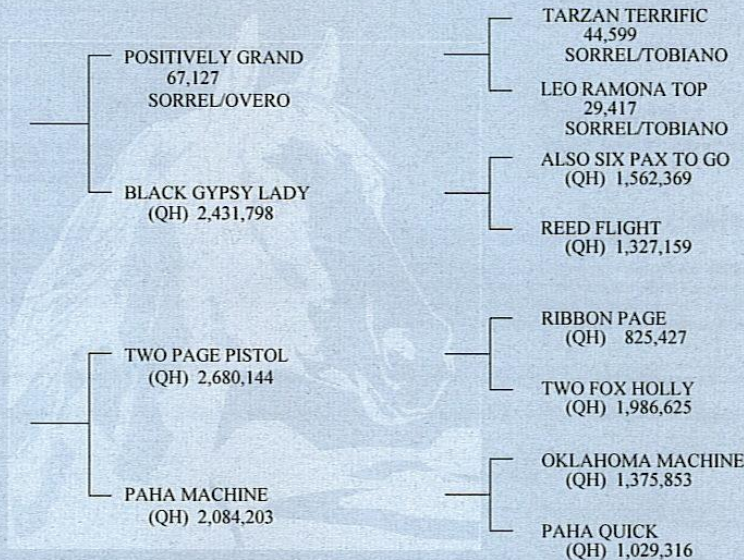 POSITIVELY GRAND
67,127
SORREL/OVERO
BLACK GYPSY LADY
(QH) 2,431,798
TWO PAGE PISTOL
(QH) 2,680,144
PAHA MACHINE
(QH) 2,084,203
TARZAN TERRIFIC
44,599
SORREL/TOBIANO
LEO RAMONA TOP
29,417
SORREL/TOBIANO
ALSO SIX PAX TO GO
(QH) 1,562,369
REED FLIGHT
(QH) 1,327,159
RIBBON PAGE
(QH) 825,427
TWO FOX HOLLY
(QH) 1,986,625
OKLAHOMA MACHINE
(QH) 1,375,853
PAHA QUICK
(QH) 1,029,316